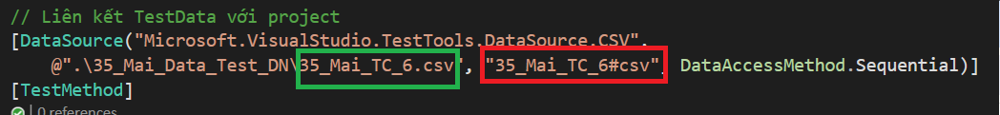 // Liên kết TestData với project
[DataSource("Microsoft.VisualStudio.TestTools.DataSource.CSV",
@".\35_Mai_Data_Test_DN\35_Mai_TC_6.csv", "35_Mai_TC_6#csv", DataAccessMethod.Sequential)]
[TestMethod]
0 references